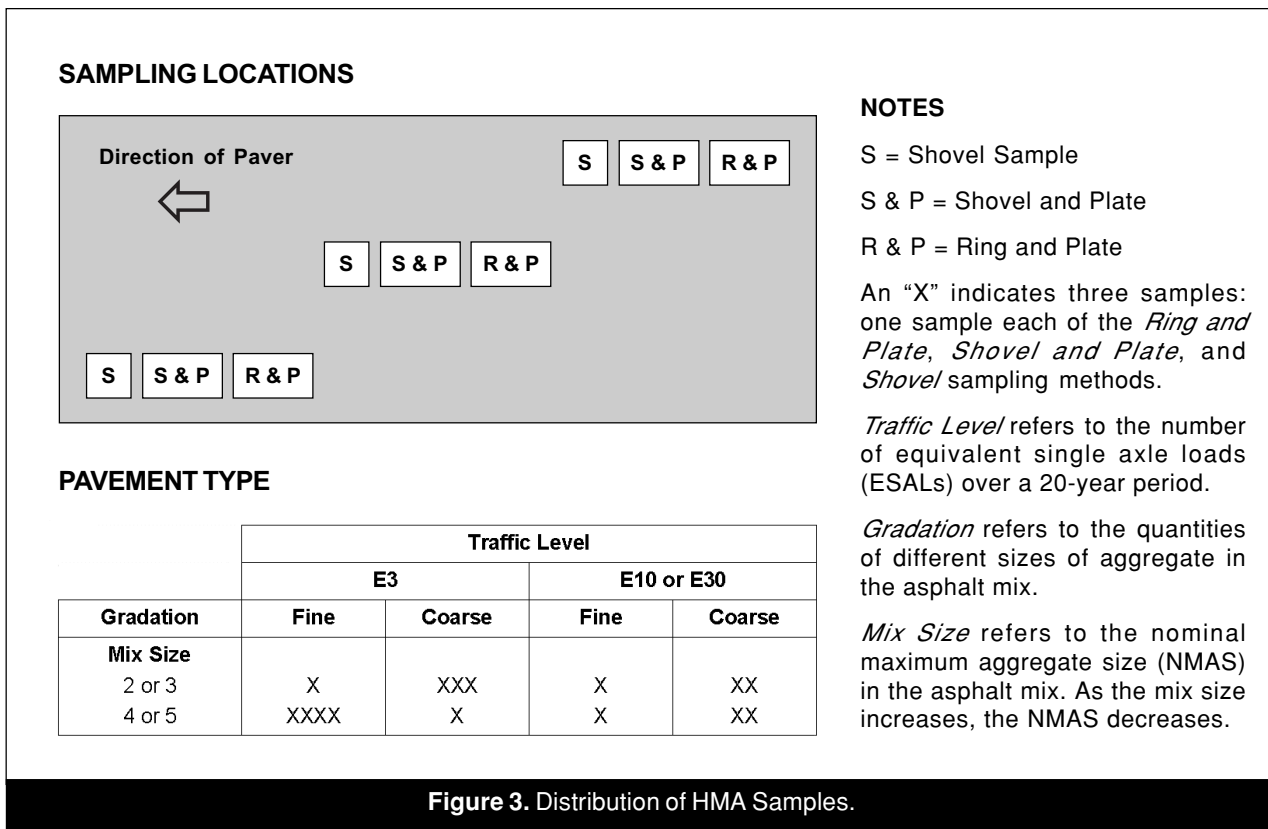 SAMPLING LOCATIONS
Direction of Paver
S S & P R & P
S S & P R & P
S S & P R & P
PAVEMENT TYPE
Traffic Level
E3 E10 or E30
Gradation Fine Coarse Fine Coarse
Mix Size
2 or 3 X XXX X XX
4 or 5 XXXX X X XX
NOTES
S = Shovel Sample
S & P = Shovel and Plate
R & P = Ring and Plate
An “X” indicates three samples:
one sample each of the Ring and
Plate, Shovel and Plate, and
Shovel sampling methods.
Traffic Level refers to the number
of equivalent single axle loads
(ESALs) over a 20-year period.
Gradation refers to the quantities
of different sizes of aggregate in
the asphalt mix.
Mix Size refers to the nominal
maximum aggregate size (NMAS)
in the asphalt mix. As the mix size
increases, the NMAS decreases.
Figure 3. Distribution of HMA Samples.